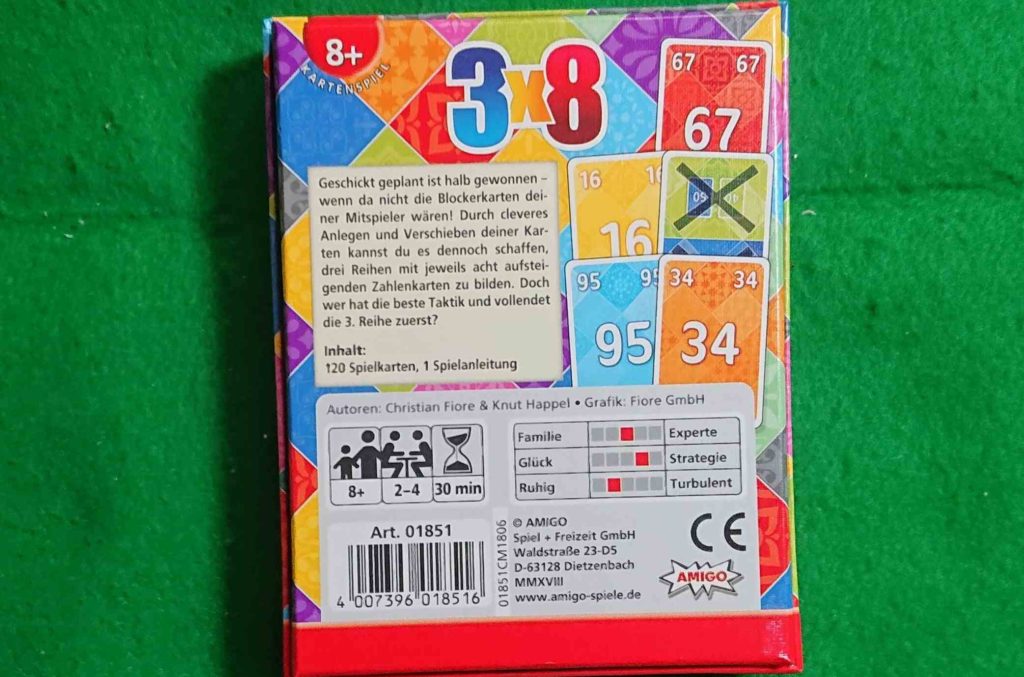 8+
KARTENSPIEL
3x8
67 67
67
16 16
16
50 40
95 95
95
34 34
34
Geschickt geplant ist halb gewonnen –
wenn da nicht die Blockerkarten dei-
ner Mitspieler wären! Durch cleveres
Anlegen und Verschieben deiner Kar-
ten kannst du es dennoch schaffen,
drei Reihen mit jeweils acht aufstei-
genden Zahlenkarten zu bilden. Doch
wer hat die beste Taktik und vollendet
die 3. Reihe zuerst?
Inhalt:
120 Spielkarten, 1 Spielanleitung
Autoren: Christian Fiore & Knut Happel • Grafik: Fiore GmbH
8+ 2–4 30 min
Familie Experte
Glück Strategie
Ruhig Turbulent
Art. 01851
4 007396 018516
01851CM1806
© AMIGO
Spiel + Freizeit GmbH
Waldstraße 23-D5
D-63128 Dietzenbach
MMXVIII
www.amigo-spiele.de
CE
AMIGO